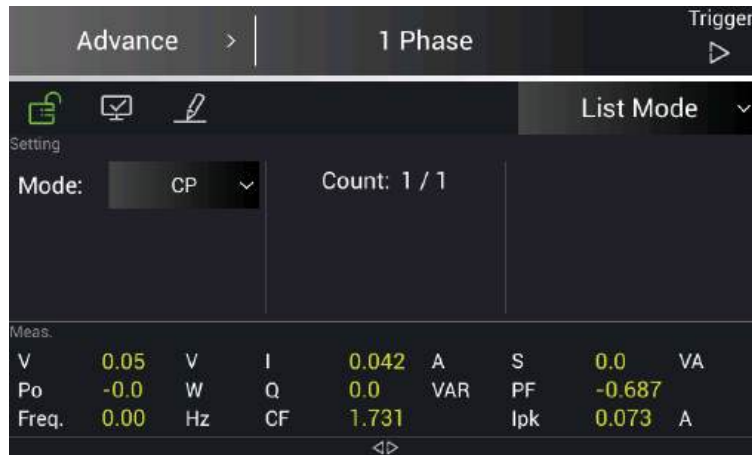 Advance > 1 Phase Trigger
List Mode
Setting
Mode: CP Count: 1 / 1
Meas.
V 0.05 V I 0.042 A S 0.0 VA
Po -0.0 W Q 0.0 VAR PF -0.687
Freq. 0.00 Hz CF 1.731 Ipk 0.073 A